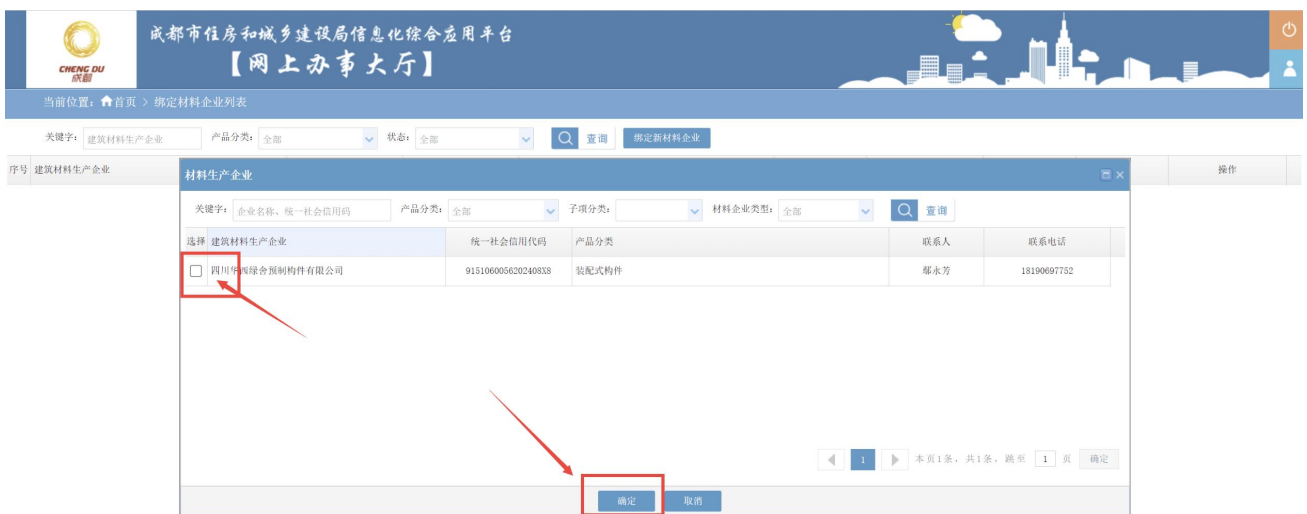 成都市住房和城乡建设局信息化综合应用平台
【网上办事大厅】
CHENG DU
成都
当前位置：首页 > 绑定材料企业列表
关键字： 建筑材料生产企业 产品分类： 全部 状态： 全部 查询 绑定新材料企业
序号 建筑材料生产企业 操作
材料生产企业
关键字： 企业名称、统一社会信用代码 产品分类： 全部 子项分类： 材料企业类型： 全部 查询
选择 建筑材料生产企业 统一社会信用代码 产品分类 联系人 联系电话
四川华西绿舍预制构件有限公司 9151060056202408X8 装配式构件 鄢永芳 18190697752
1 本页1条，共1条，跳至 1 页 确定
确定 取消